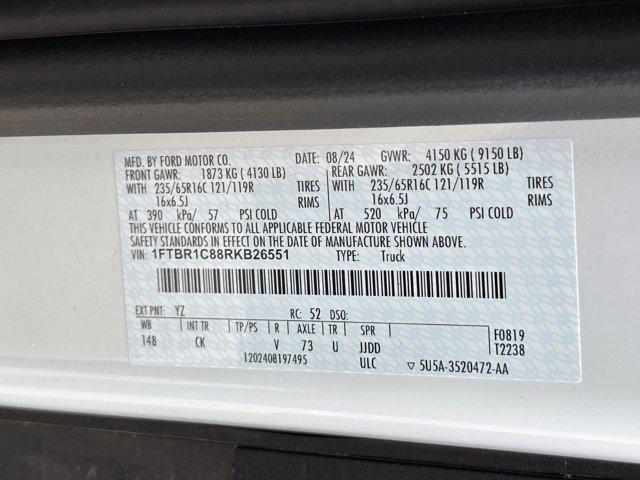 MFD. BY FORD MOTOR CO. DATE: 08/24 GVWR: 4150 KG ( 9150 LB)
FRONT GAWR: 1873 KG ( 4130 LB) REAR GAWR: 2502 KG ( 5515 LB)
WITH 235/65R16C 121/119R TIRES WITH 235/65R16C 121/119R TIRES
16x6.5J RIMS 16x6.5J RIMS
AT 390 kPa/ 57 PSI COLD AT 520 kPa/ 75 PSI COLD
THIS VEHICLE CONFORMS TO ALL APPLICABLE FEDERAL MOTOR VEHICLE
SAFTY BUMPER STANDARDS IN EFFECT ON THE DATE OF MANUFACTURE SHOWN ABOVE.
VIN: 1FTBR1C88RKB26551 TYPE: Truck
EXT PNT: YZ RC: 52 DSO:
WB INT TR TP/PS R AXLE TR SPR F0819
148 CK V 73 U JJDD T2238
1202408197495 ULC ▽ 5U5A-3520472-AA